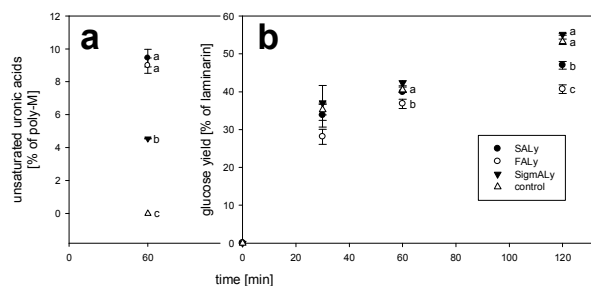 a
b
unsaturated uronic acids
[% of poly-M]
12
10
8
6
4
2
0
a
a
b
c
0
60
glucose yield [% of laminarin]
60
50
40
30
20
10
0
a
b
a
a
b
c
SALy
FALy
SigmALy
control
0
20
40
60
80
100
120
time [min]